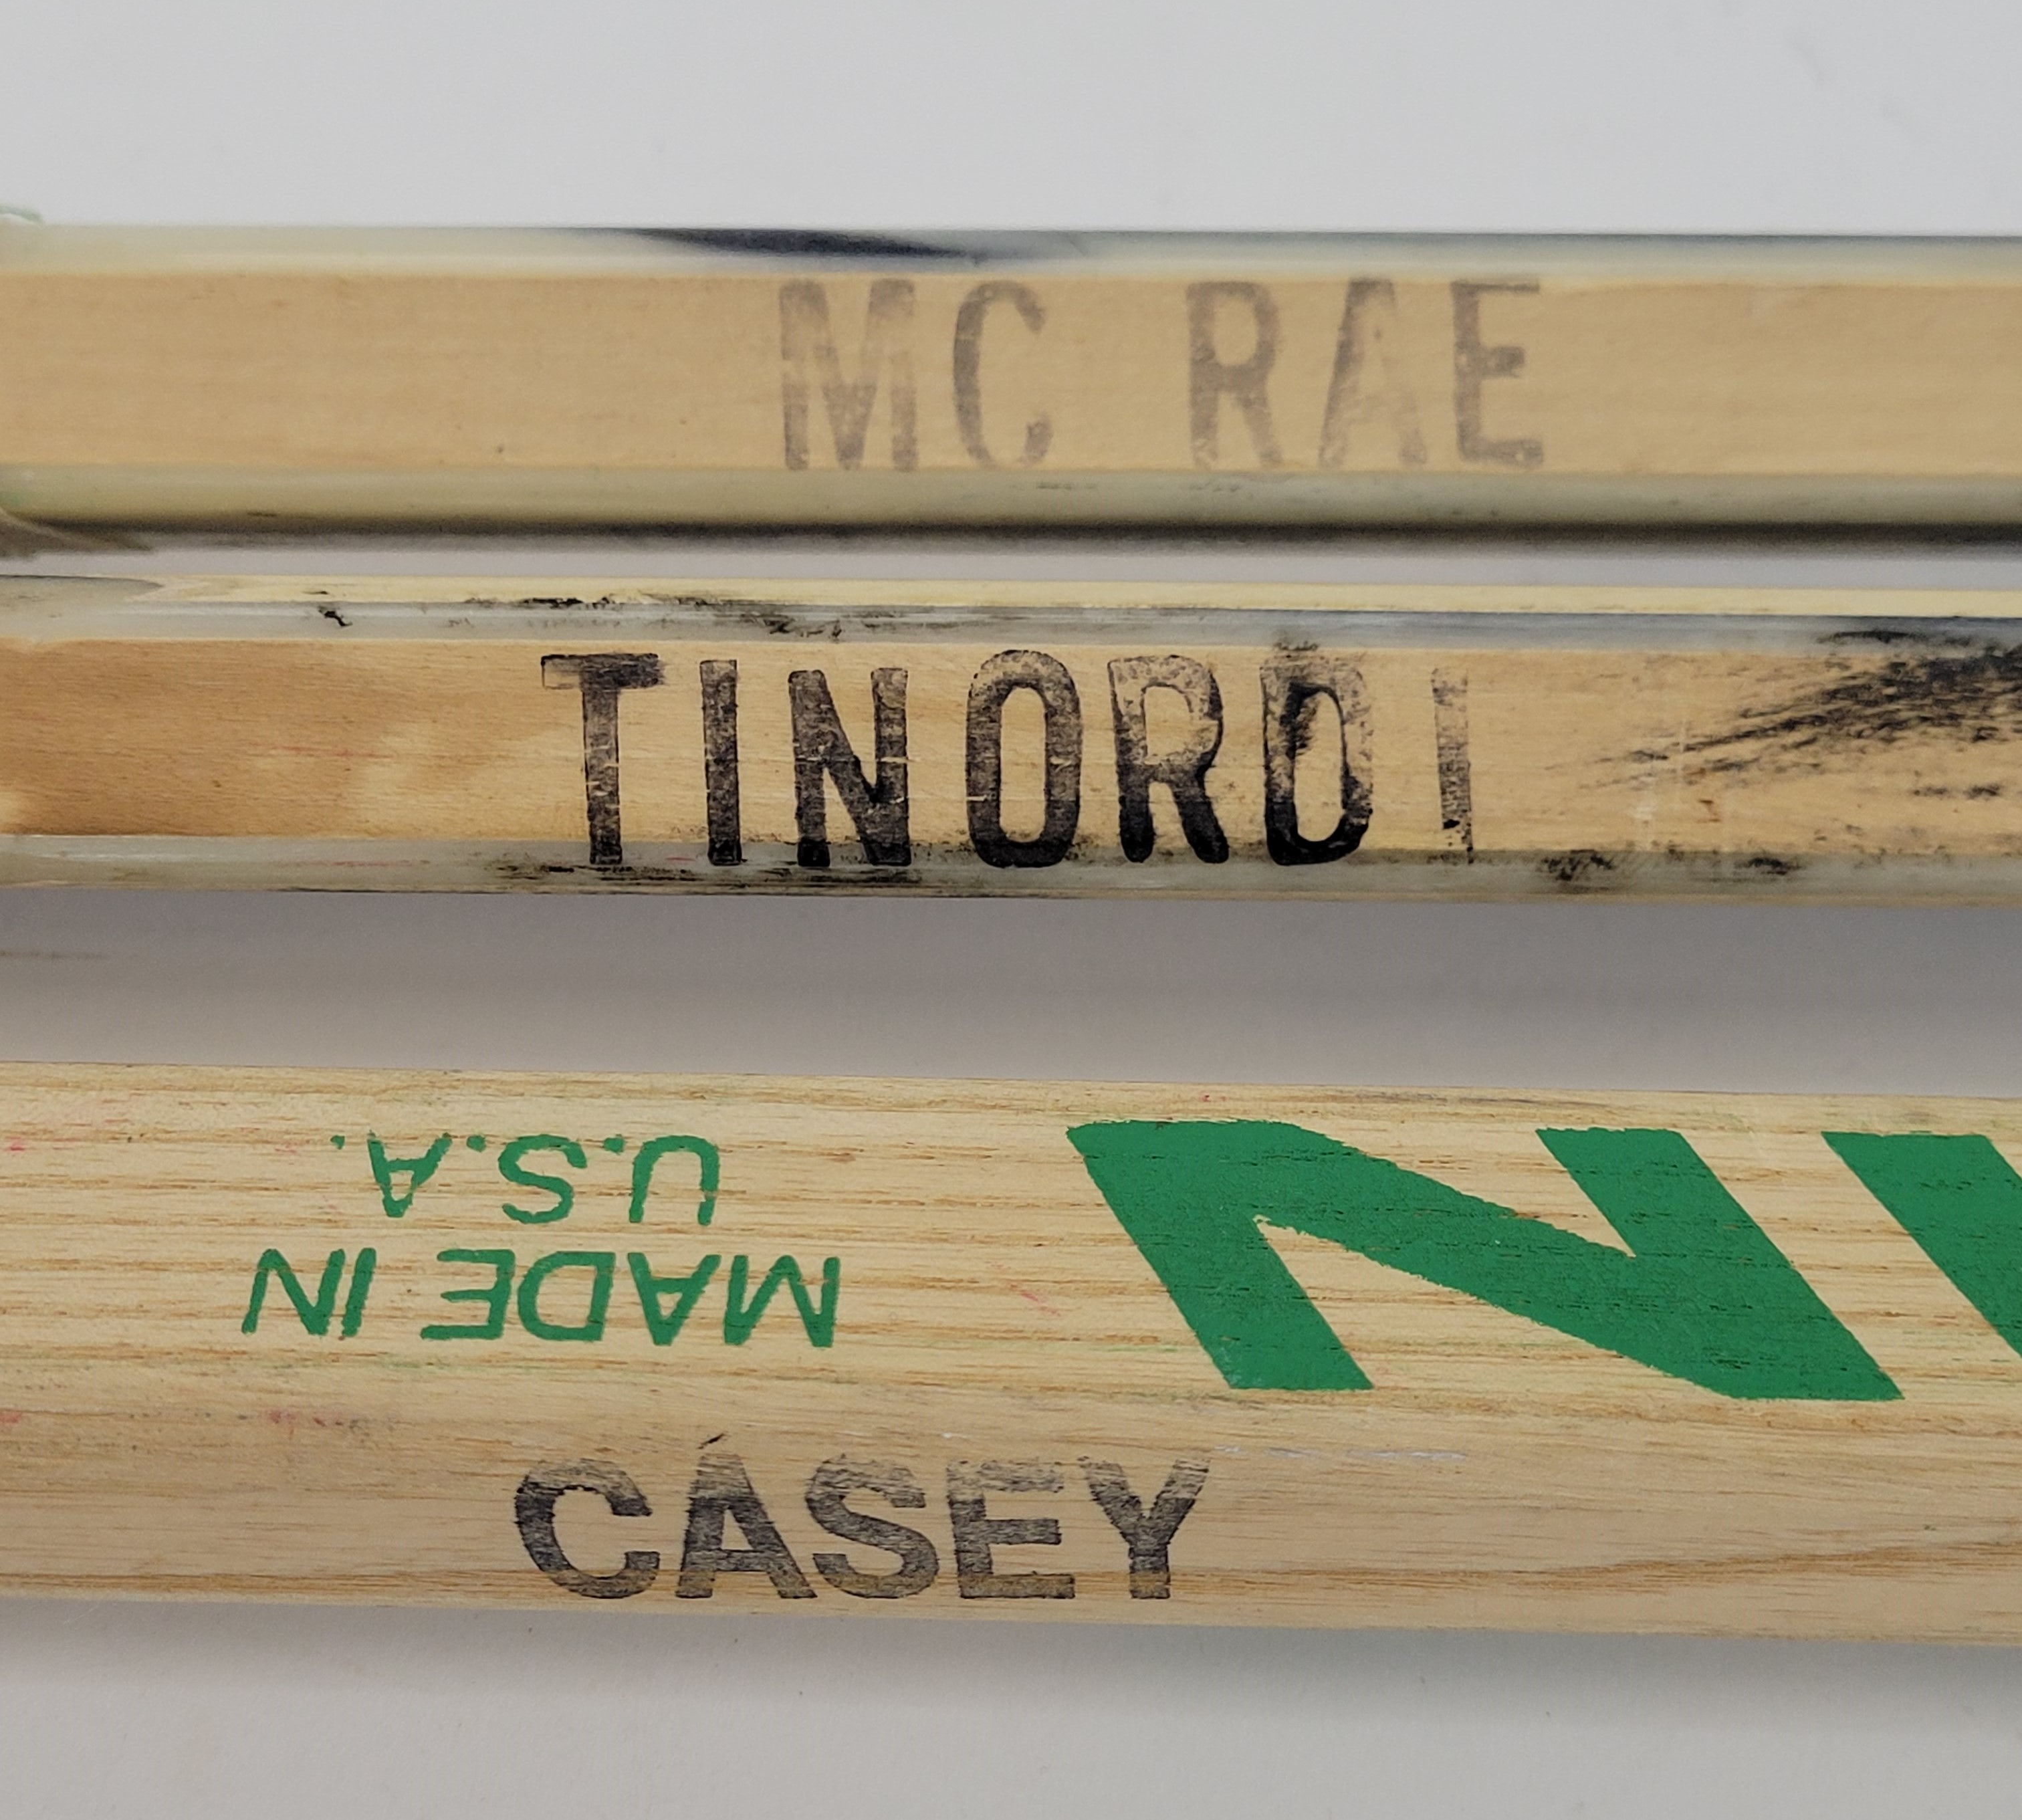 MC RAE
TINORDI
MADE IN
U.S.A.
CASEY